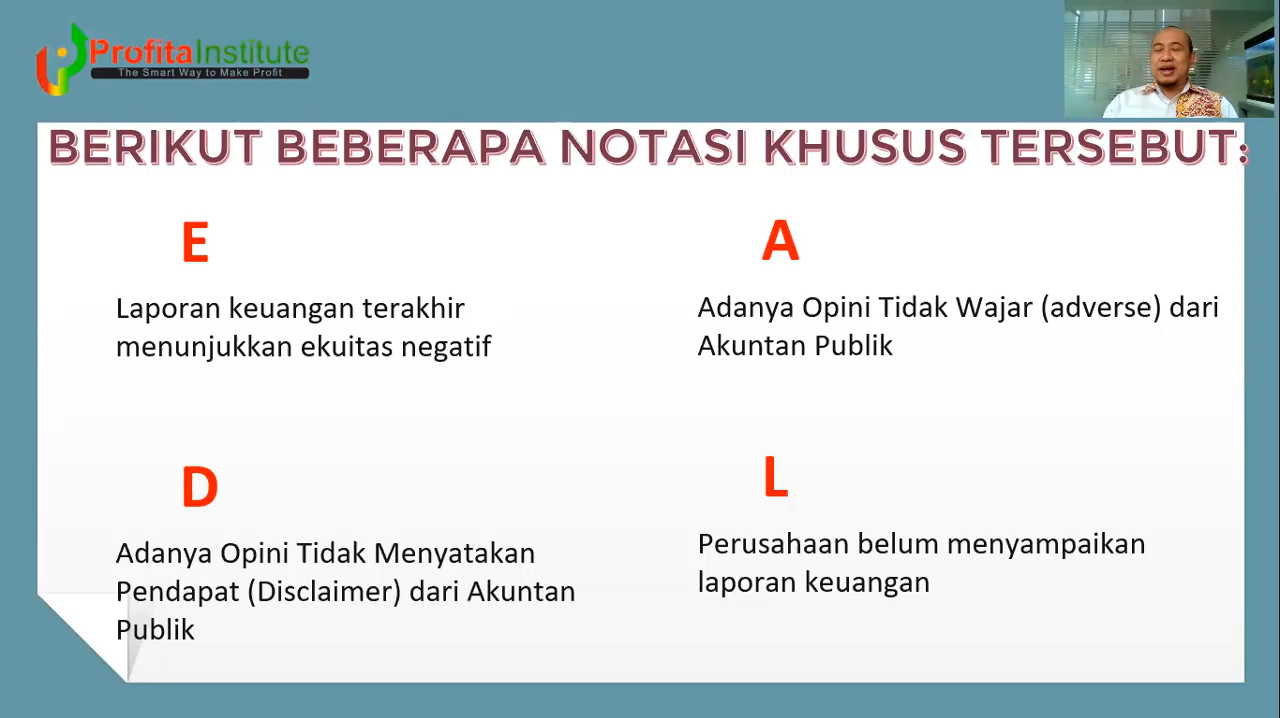 ProfitaInstitute
The Smart Way to Make Profit
BERIKUT BEBERAPA NOTASI KHUSUS TERSEBUT:
E
Laporan keuangan terakhir
menunjukkan ekuitas negatif
A
Adanya Opini Tidak Wajar (adverse) dari
Akuntan Publik
D
Adanya Opini Tidak Menyatakan
Pendapat (Disclaimer) dari Akuntan
Publik
L
Perusahaan belum menyampaikan
laporan keuangan